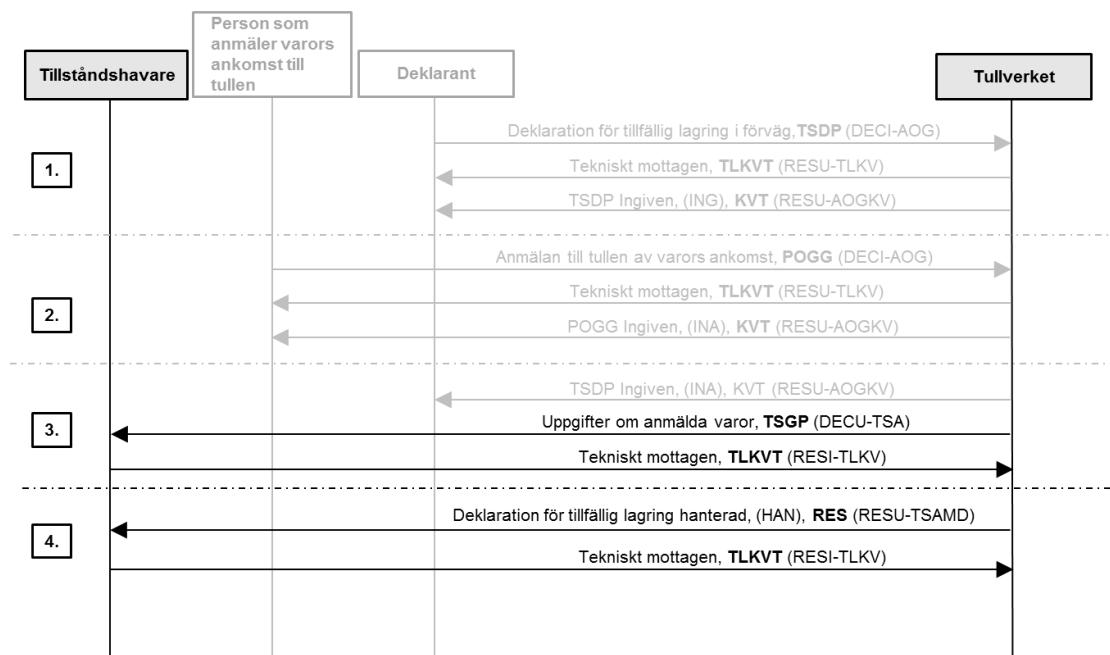 Person som
anmäler varors
ankomst till
tullen
Tillståndshavare
Deklarant
Tullverket
1.
Deklaration för tillfällig lagring i förväg,TSDP (DECI-AOG)
Tekniskt mottagen, TLKVT (RESU-TLKV)
TSDP Ingiven, (ING), KVT (RESU-AOGKV)
2.
Anmälan till tullen av varors ankomst, POGG (DECI-AOG)
Tekniskt mottagen, TLKVT (RESU-TLKV)
POGG Ingiven, (INA), KVT (RESU-AOGKV)
3.
TSDP Ingiven, (INA), KVT (RESU-AOGKV)
Uppgifter om anmälda varor, TSGP (DECU-TSA)
Tekniskt mottagen, TLKVT (RESI-TLKV)
4.
Deklaration för tillfällig lagring hanterad, (HAN), RES (RESU-TSAMD)
Tekniskt mottagen, TLKVT (RESI-TLKV)